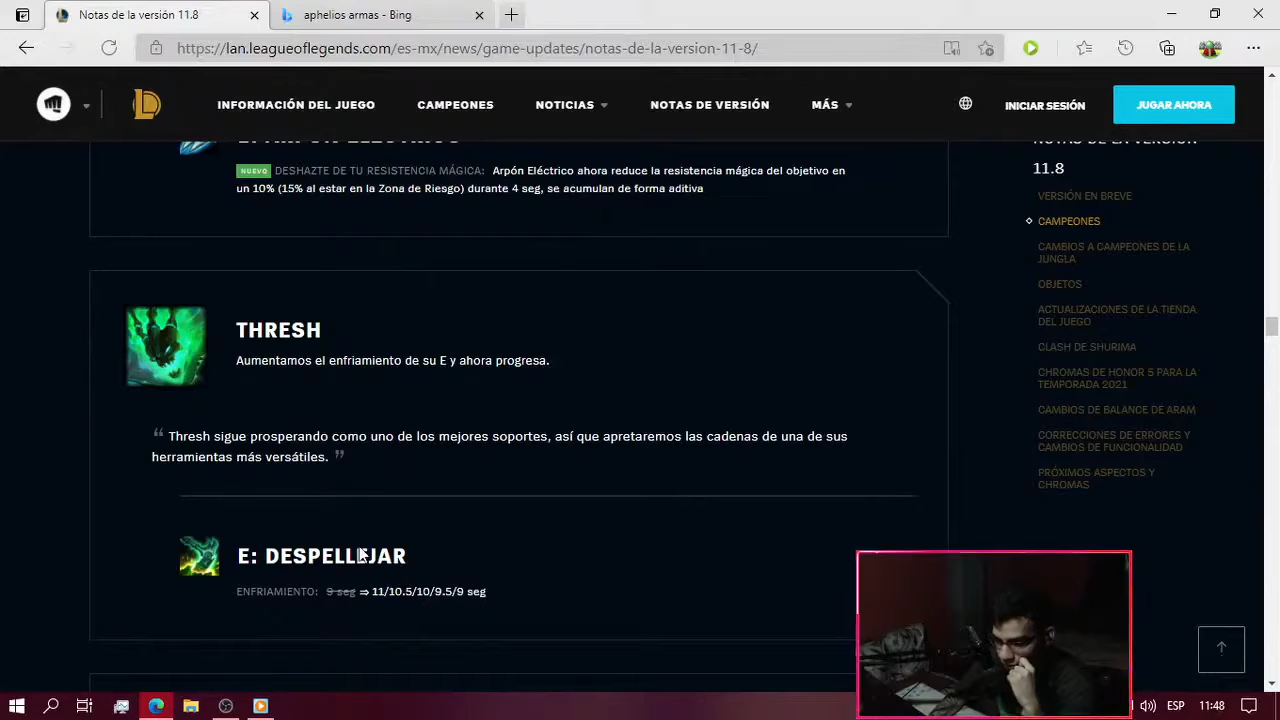 Notas de la versión 11.8
aphelios armas - Bing
https://lan.leagueoflegends.com/es-mx/news/game-updates/notas-de-la-version-11-8/
INFORMACIÓN DEL JUEGO
CAMPEONES
NOTICIAS
NOTAS DE VERSIÓN
MÁS
INICIAR SESIÓN
JUGAR AHORA
NUEVO DESHAZTE DE TU RESISTENCIA MÁGICA: Arpón Eléctrico ahora reduce la resistencia mágica del objetivo en
un 10% (15% al estar en la Zona de Riesgo) durante 4 seg, se acumulan de forma aditiva
THRESH
Aumentamos el enfriamiento de su E y ahora progresa.
“ Thresh sigue prosperando como uno de los mejores soportes, así que apretaremos las cadenas de una de sus
herramientas más versátiles. ”
E: DESPELLEJAR
ENFRIAMIENTO: 9 seg ⇒ 11/10.5/10/9.5/9 seg
NOTAS DE LA VERSIÓN
11.8
VERSIÓN EN BREVE
CAMPEONES
CAMBIOS A CAMPEONES DE LA
JUNGLA
OBJETOS
ACTUALIZACIONES DE LA TIENDA
DEL JUEGO
CLASH DE SHURIMA
CHROMAS DE HONOR 5 PARA LA
TEMPORADA 2021
CAMBIOS DE BALANCE DE ARAM
CORRECCIONES DE ERRORES Y
CAMBIOS DE FUNCIONALIDAD
PRÓXIMOS ASPECTOS Y
CHROMAS
ESP
11:48